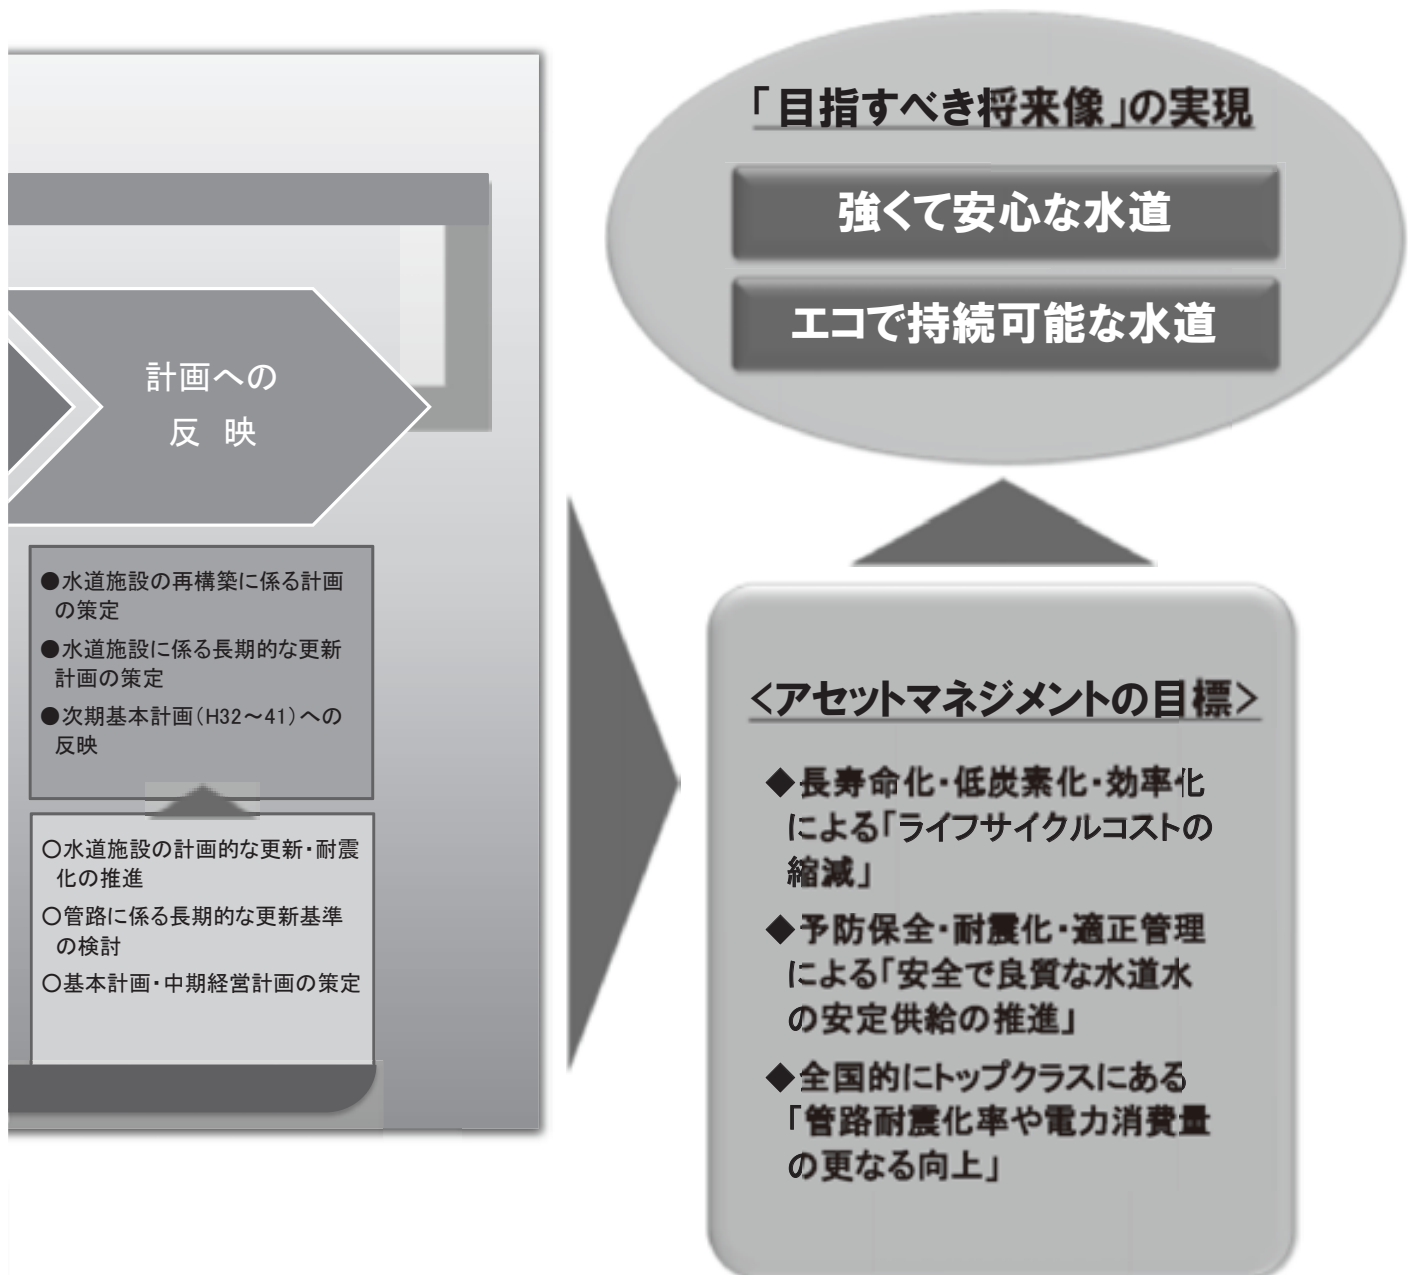 計画への
反 映
●水道施設の再構築に係る計画
の策定
●水道施設に係る長期的な更新
計画の策定
●次期基本計画(H32～41)への
反映
○水道施設の計画的な更新・耐震
化の推進
○管路に係る長期的な更新基準
の検討
○基本計画・中期経営計画の策定
「目指すべき将来像」の実現
強くて安心な水道
エコで持続可能な水道
<アセットマネジメントの目標>
◆長寿命化・低炭素化・効率化
による「ライフサイクルコストの
縮減」
◆予防保全・耐震化・適正管理
による「安全で良質な水道水
の安定供給の推進」
◆全国的にトップクラスにある
「管路耐震化率や電力消費量
の更なる向上」